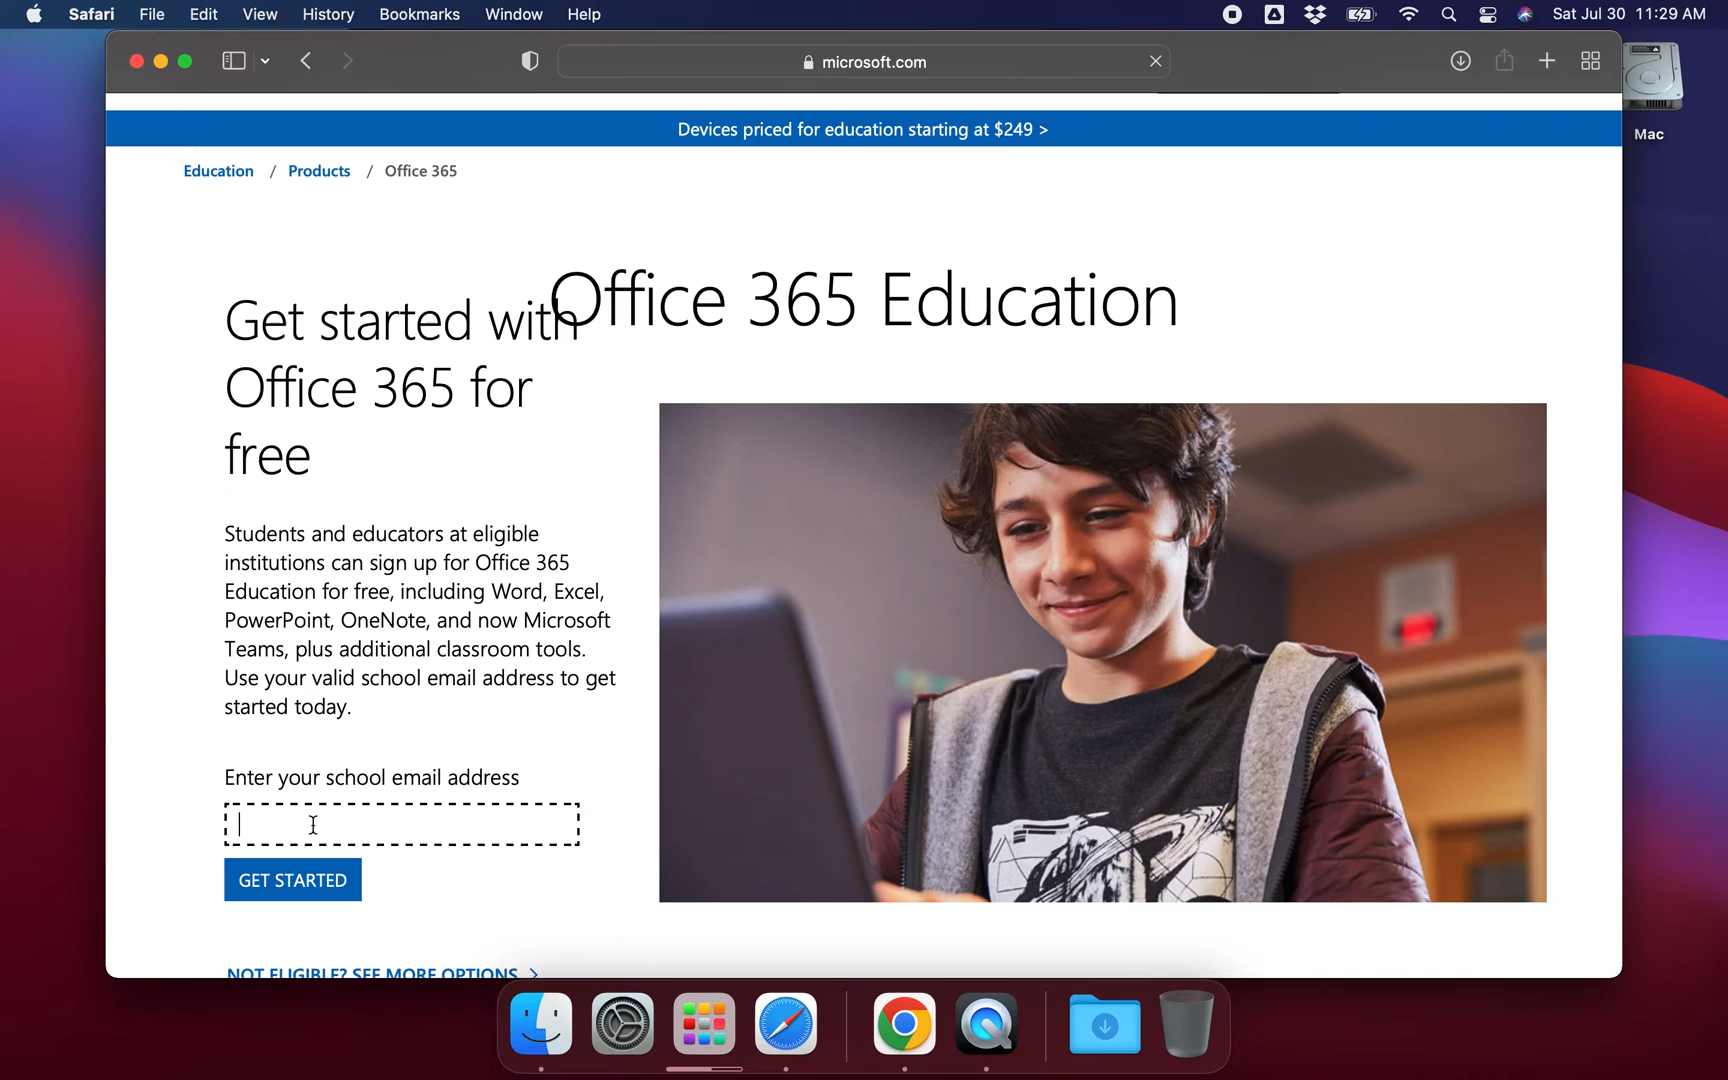 Safari File Edit View History Bookmarks Window Help Sat Jul 30 11:29 AM
microsoft.com
Mac
Devices priced for education starting at $249 >
Education / Products / Office 365
Office 365 Education
Get started with
Office 365 for
free
Students and educators at eligible
institutions can sign up for Office 365
Education for free, including Word, Excel,
PowerPoint, OneNote, and now Microsoft
Teams, plus additional classroom tools.
Use your valid school email address to get
started today.
Enter your school email address
GET STARTED
NOT ELIGIBLE? SEE MORE OPTIONS >